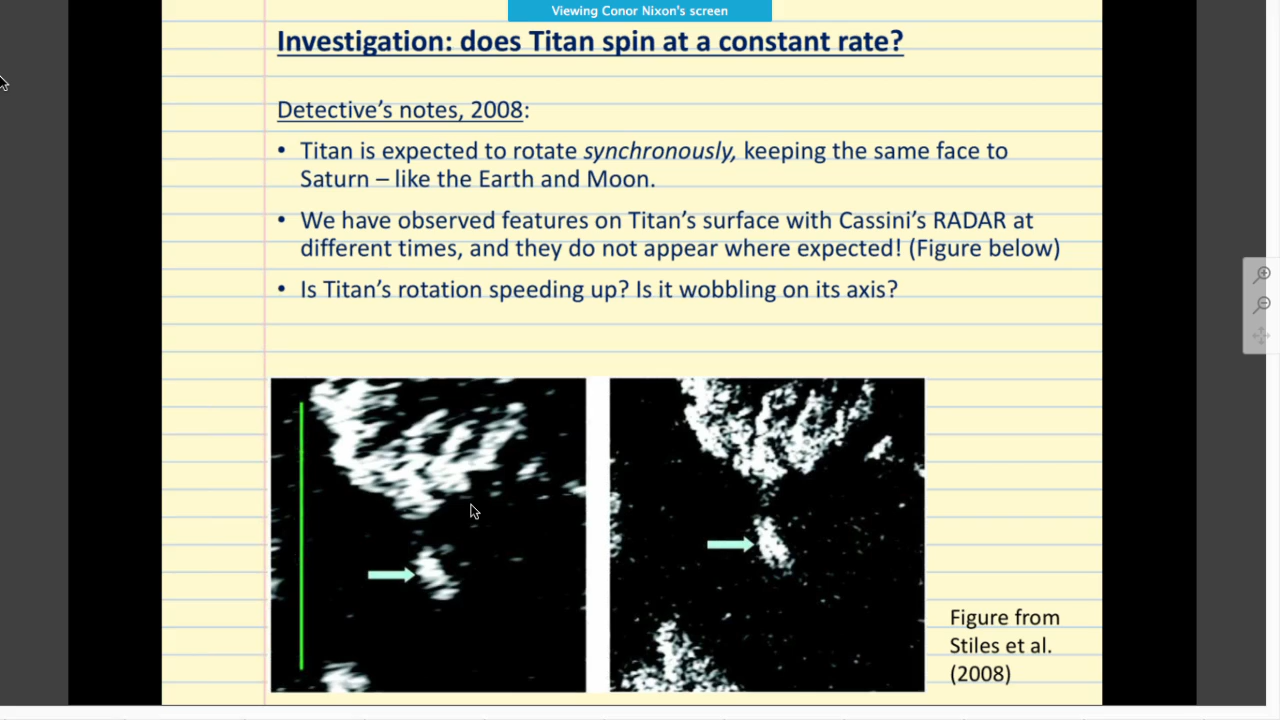 Viewing Conor Nixon's screen
Investigation: does Titan spin at a constant rate?
Detective’s notes, 2008:
• Titan is expected to rotate synchronously, keeping the same face to
Saturn – like the Earth and Moon.
• We have observed features on Titan’s surface with Cassini’s RADAR at
different times, and they do not appear where expected! (Figure below)
• Is Titan’s rotation speeding up? Is it wobbling on its axis?
Figure from
Stiles et al.
(2008)